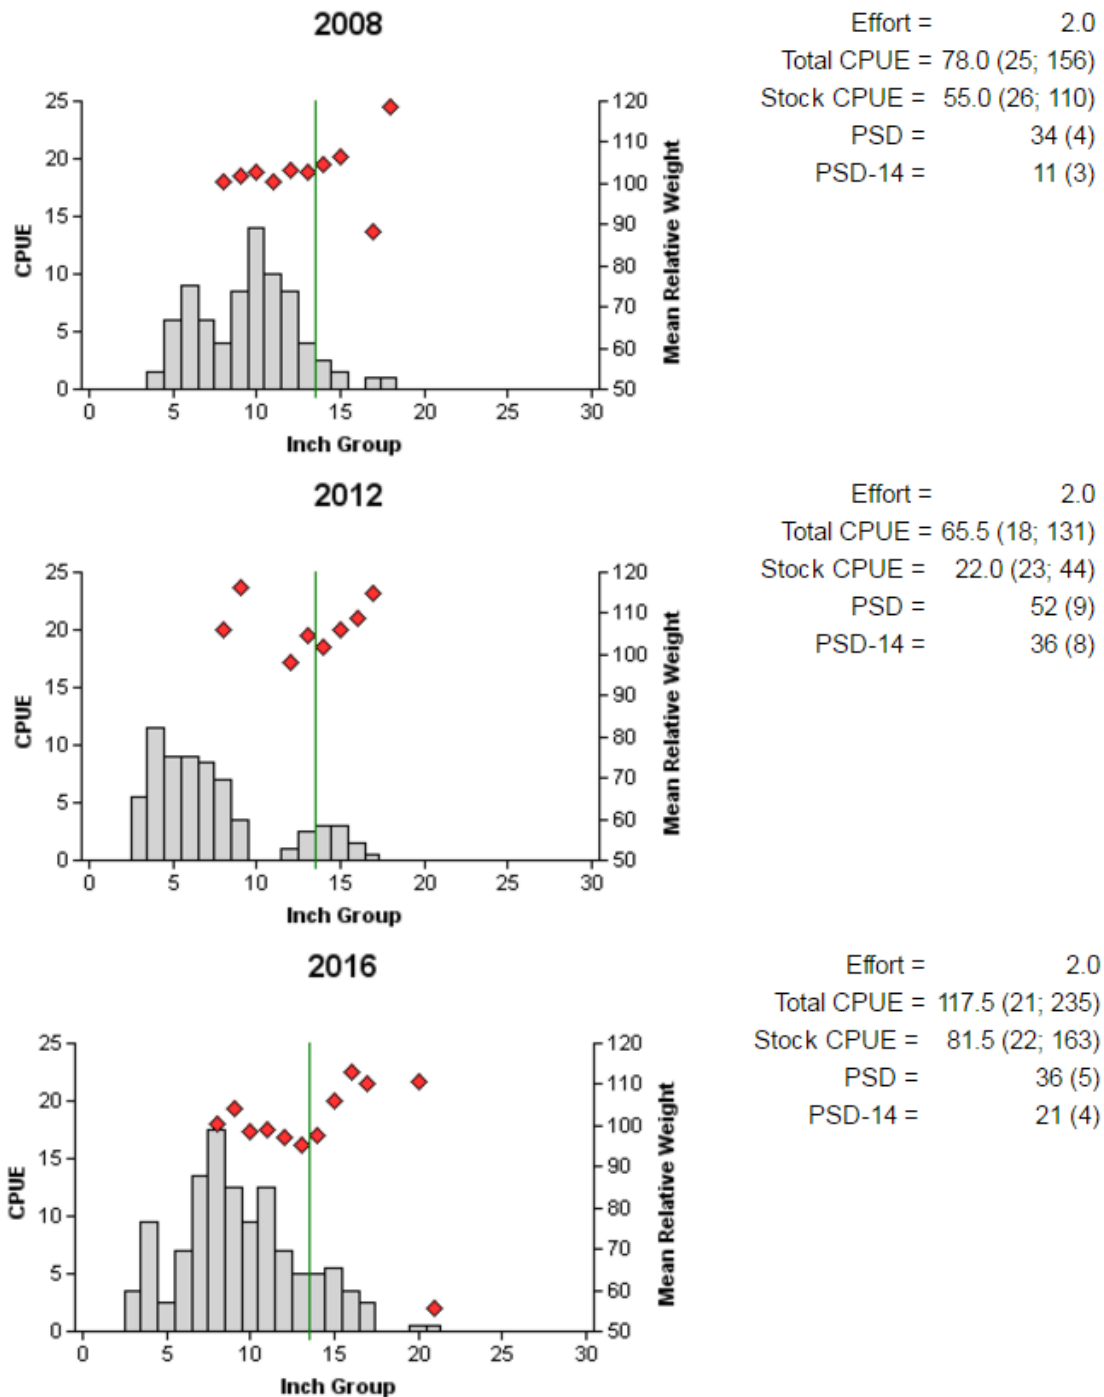 2008
Effort = 2.0
Total CPUE = 78.0 (25; 156)
Stock CPUE = 55.0 (26; 110)
PSD = 34 (4)
PSD-14 = 11 (3)
25
20
15
10
5
0
CPUE
120
110
100
90
80
70
60
50
Mean Relative Weight
0 5 10 15 20 25 30
Inch Group
2012
Effort = 2.0
Total CPUE = 65.5 (18; 131)
Stock CPUE = 22.0 (23; 44)
PSD = 52 (9)
PSD-14 = 36 (8)
25
20
15
10
5
0
CPUE
120
110
100
90
80
70
60
50
Mean Relative Weight
0 5 10 15 20 25 30
Inch Group
2016
Effort = 2.0
Total CPUE = 117.5 (21; 235)
Stock CPUE = 81.5 (22; 163)
PSD = 36 (5)
PSD-14 = 21 (4)
25
20
15
10
5
0
CPUE
120
110
100
90
80
70
60
50
Mean Relative Weight
0 5 10 15 20 25 30
Inch Group